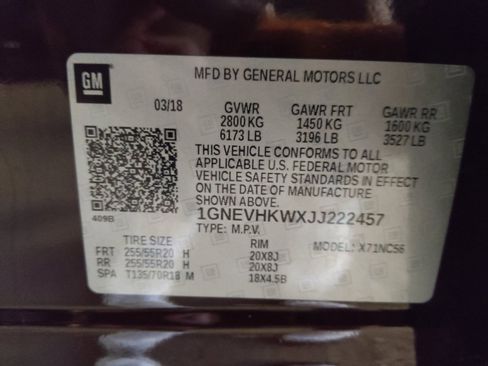 GM
MFD BY GENERAL MOTORS LLC
03/18 GVWR GAWR FRT GAWR RR
2800 KG 1450 KG 1600 KG
6173 LB 3196 LB 3527 LB
THIS VEHICLE CONFORMS TO ALL
APPLICABLE U.S. FEDERAL MOTOR
VEHICLE SAFETY STANDARDS IN EFFECT
ON THE DATE OF MANUFACTURE
SHOWN ABOVE.
409B 1GNEVHKWXJJ222457
TYPE: M.P.V. MODEL: X71NC56
TIRE SIZE RIM
FRT 255/55R20 H 20X8J
RR 255/55R20 H 20X8J
SPA T135/70R18 M 18X4.5B